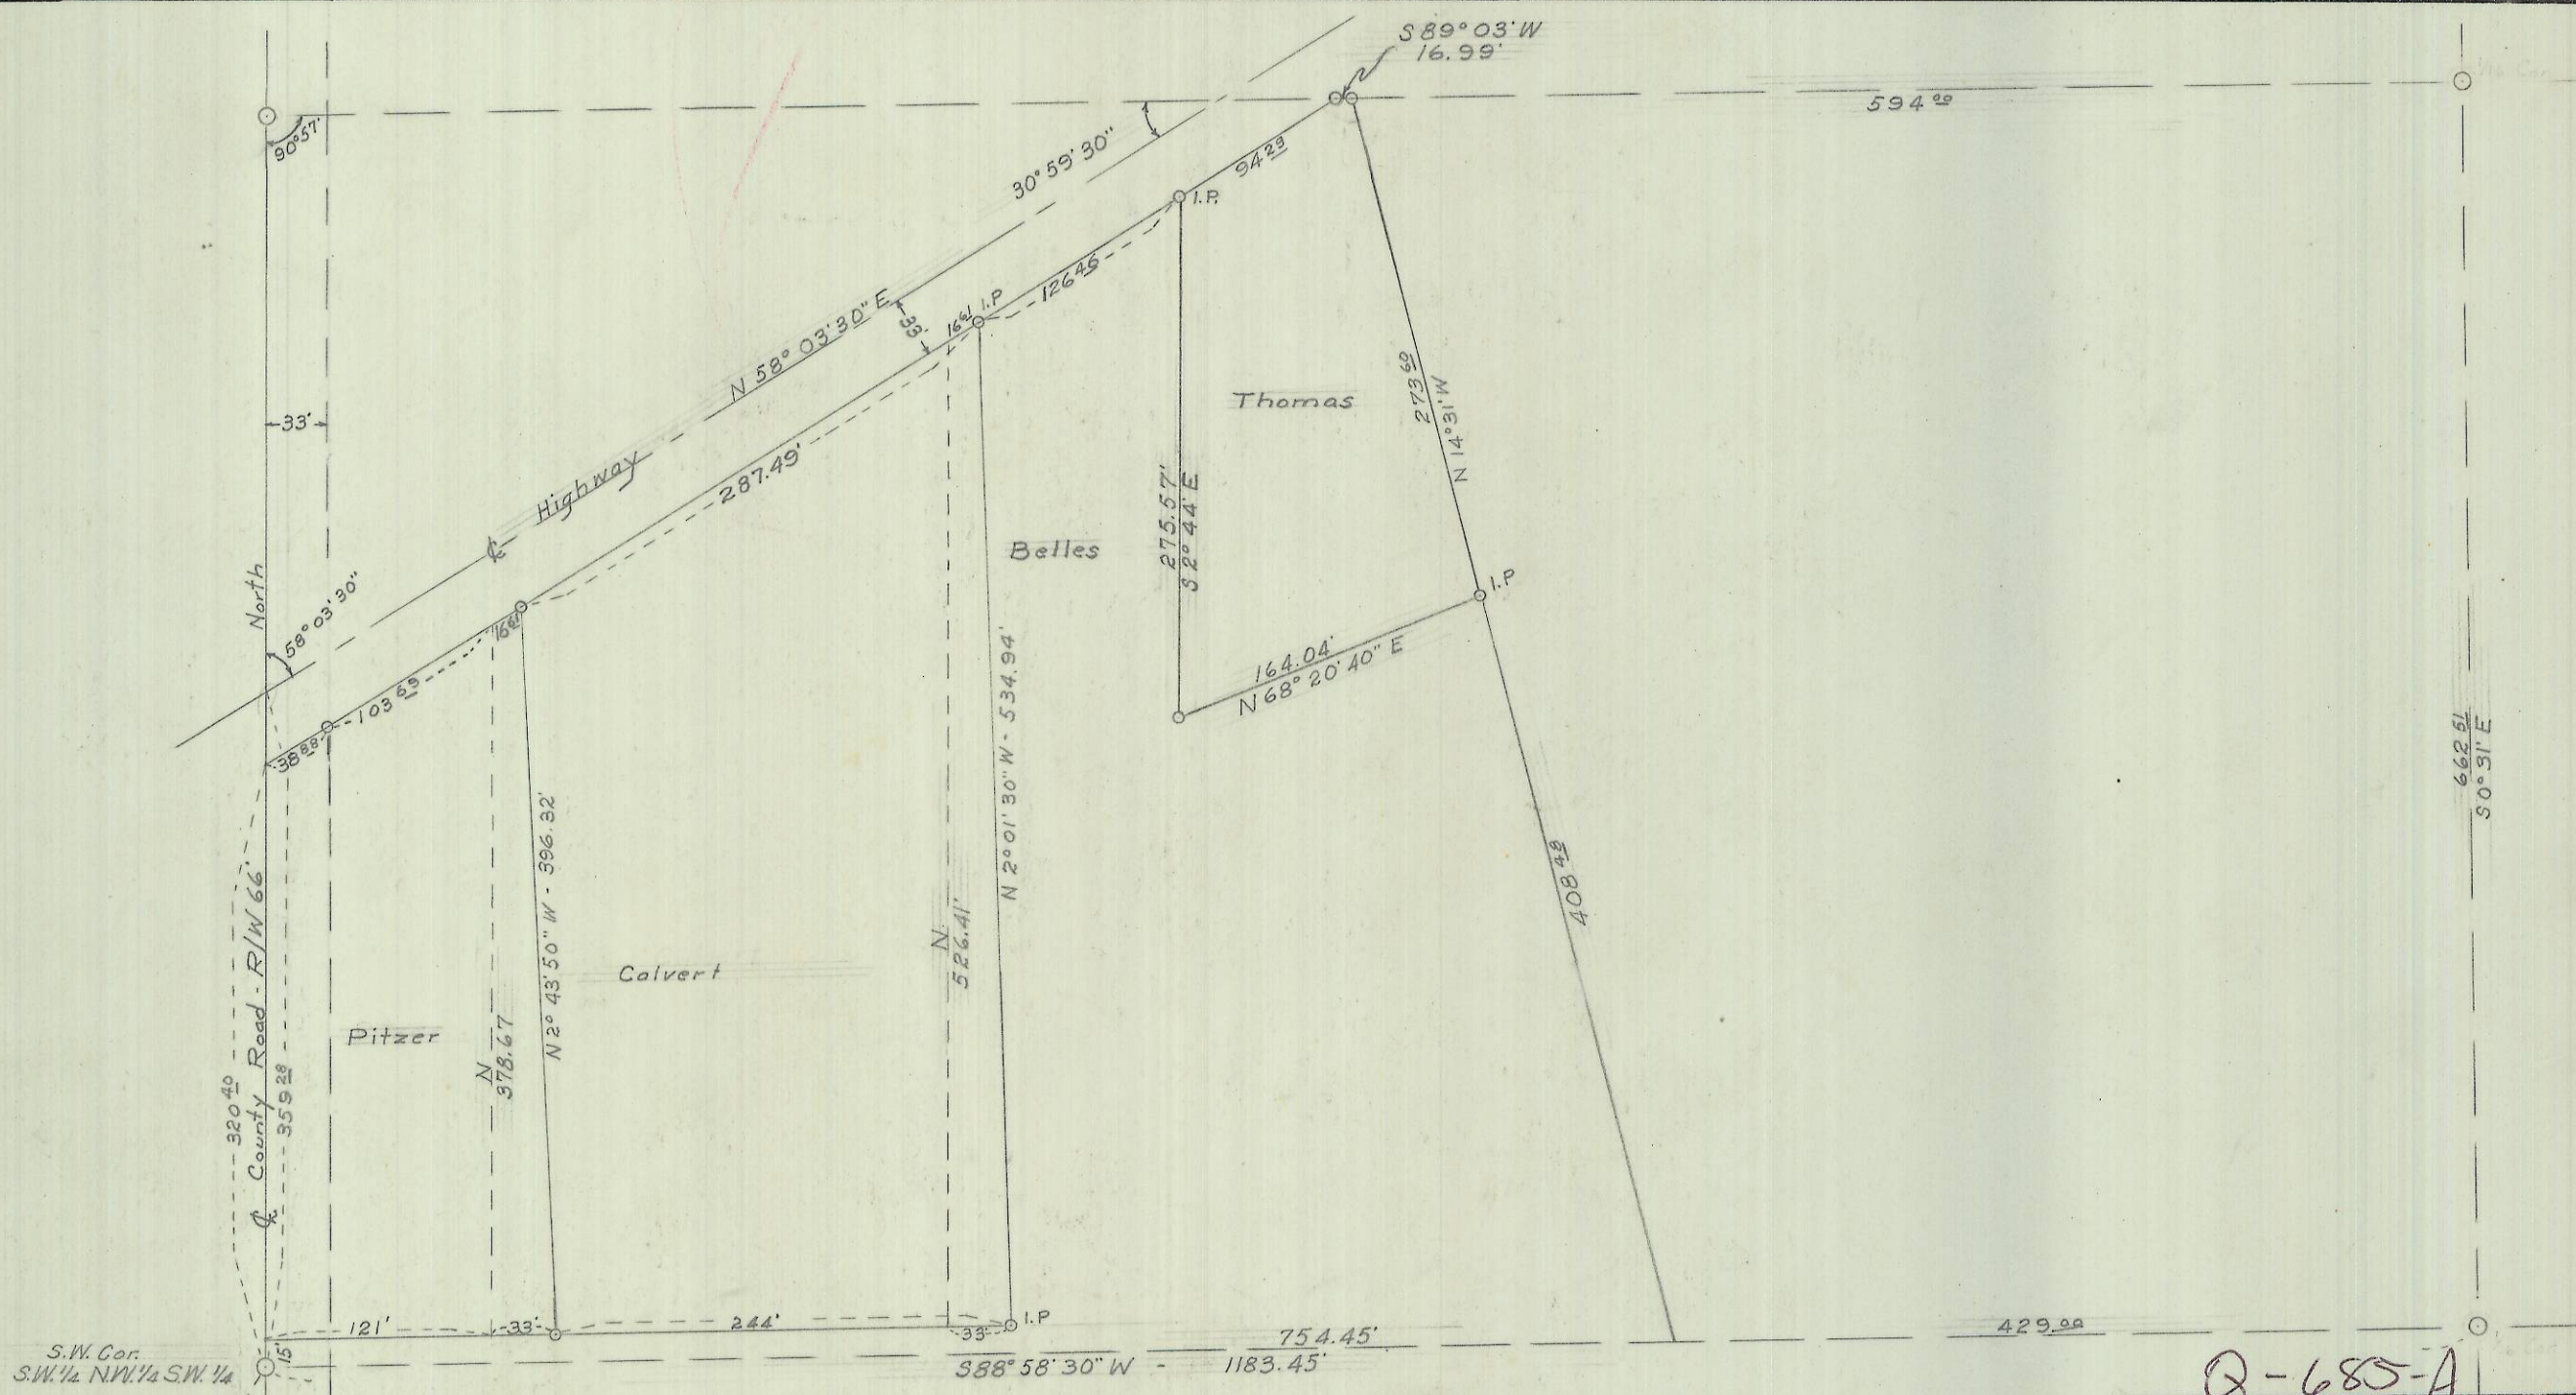 S 89° 03' W
16.99'
594 00
90° 57'
30° 59' 30"
94 29
I.P.
126 46
I.P
16 61
33'
N 58° 03' 30" E
Thomas
273 60
N 14° 31' W
33'
287.49'
Highway
℄
275.57'
S 2° 44' E
Belles
I.P
North
58° 03' 30"
16 61
164.04'
N 68° 20' 40" E
103 69
38 88
N 2° 01' 30" W - 534.94'
662 51
S 0° 31' E
N 2° 43' 50" W - 396.32'
408 48
N
526.41'
Calvert
Pitzer
N
378.67
320 40
℄ County Road - R/W 66'
359 28
121'
33'
244'
33'
I.P
754.45'
429.00
15'
S.W. Cor.
S.W. 1/4 N.W. 1/4 S.W. 1/4
S 88° 58' 30" W - 1183.45'
Q-685-A